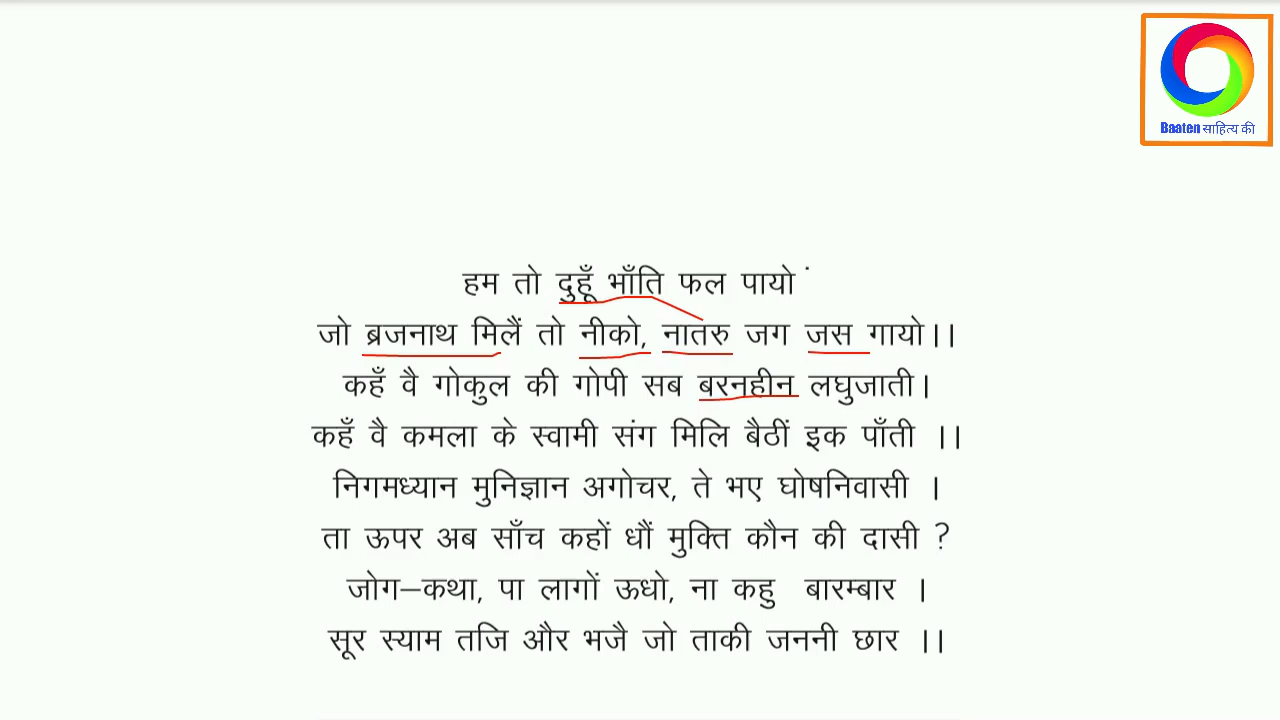 Baaten साहित्य की
हम तो दुहूँ भाँति फल पायो
जो ब्रजनाथ मिलैं तो नीको, नातरु जग जस गायो।।
कहँ वै गोकुल की गोपी सब बरनहीन लघुजाती।
कहँ वै कमला के स्वामी संग मिलि बैठीं इक पाँती ।।
निगमध्यान मुनिज्ञान अगोचर, ते भए घोषनिवासी ।
ता ऊपर अब साँच कहों धौं मुक्ति कौन की दासी ?
जोग–कथा, पा लागों ऊधो, ना कहु बारम्बार ।
सूर स्याम तजि और भजै जो ताकी जननी छार ।।